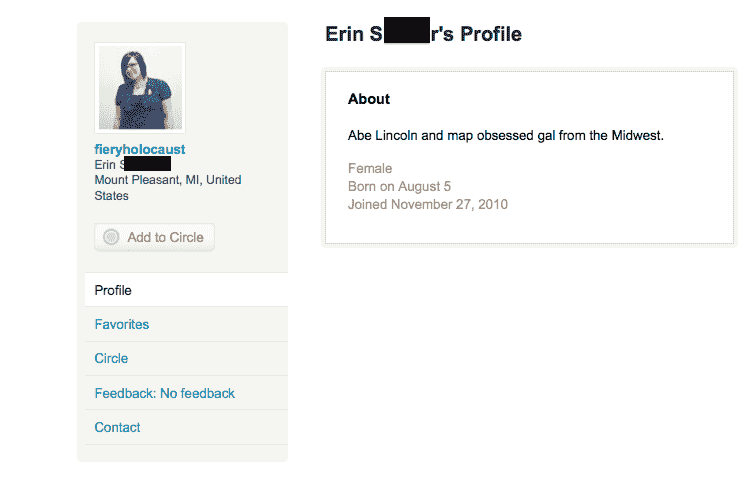 Erin S r's Profile
fieryholocaust
Erin S
Mount Pleasant, MI, United
States
Add to Circle
Profile
Favorites
Circle
Feedback: No feedback
Contact
About
Abe Lincoln and map obsessed gal from the Midwest.
Female
Born on August 5
Joined November 27, 2010